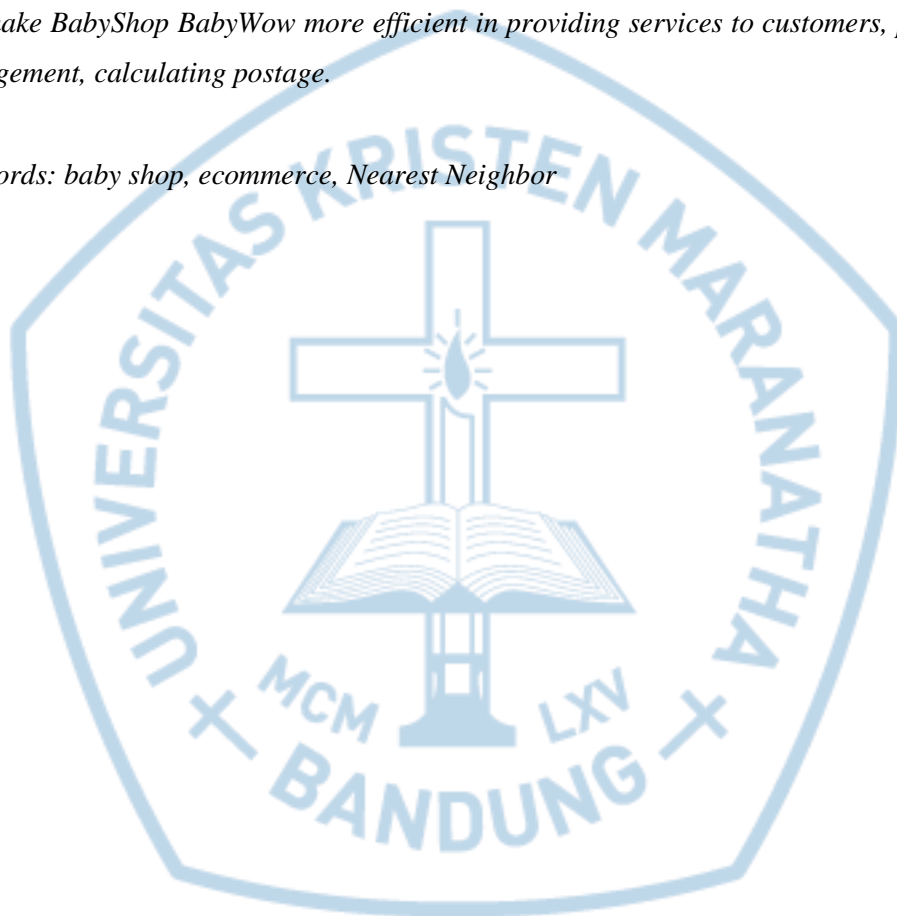 ake BabyShop BabyWow more efficient in providing services to customers,
gement, calculating postage.
ords: baby shop, ecommerce, Nearest Neighbor
UNIVERSITAS KRISTEN MARANATHA
MCM LXV
BANDUNG